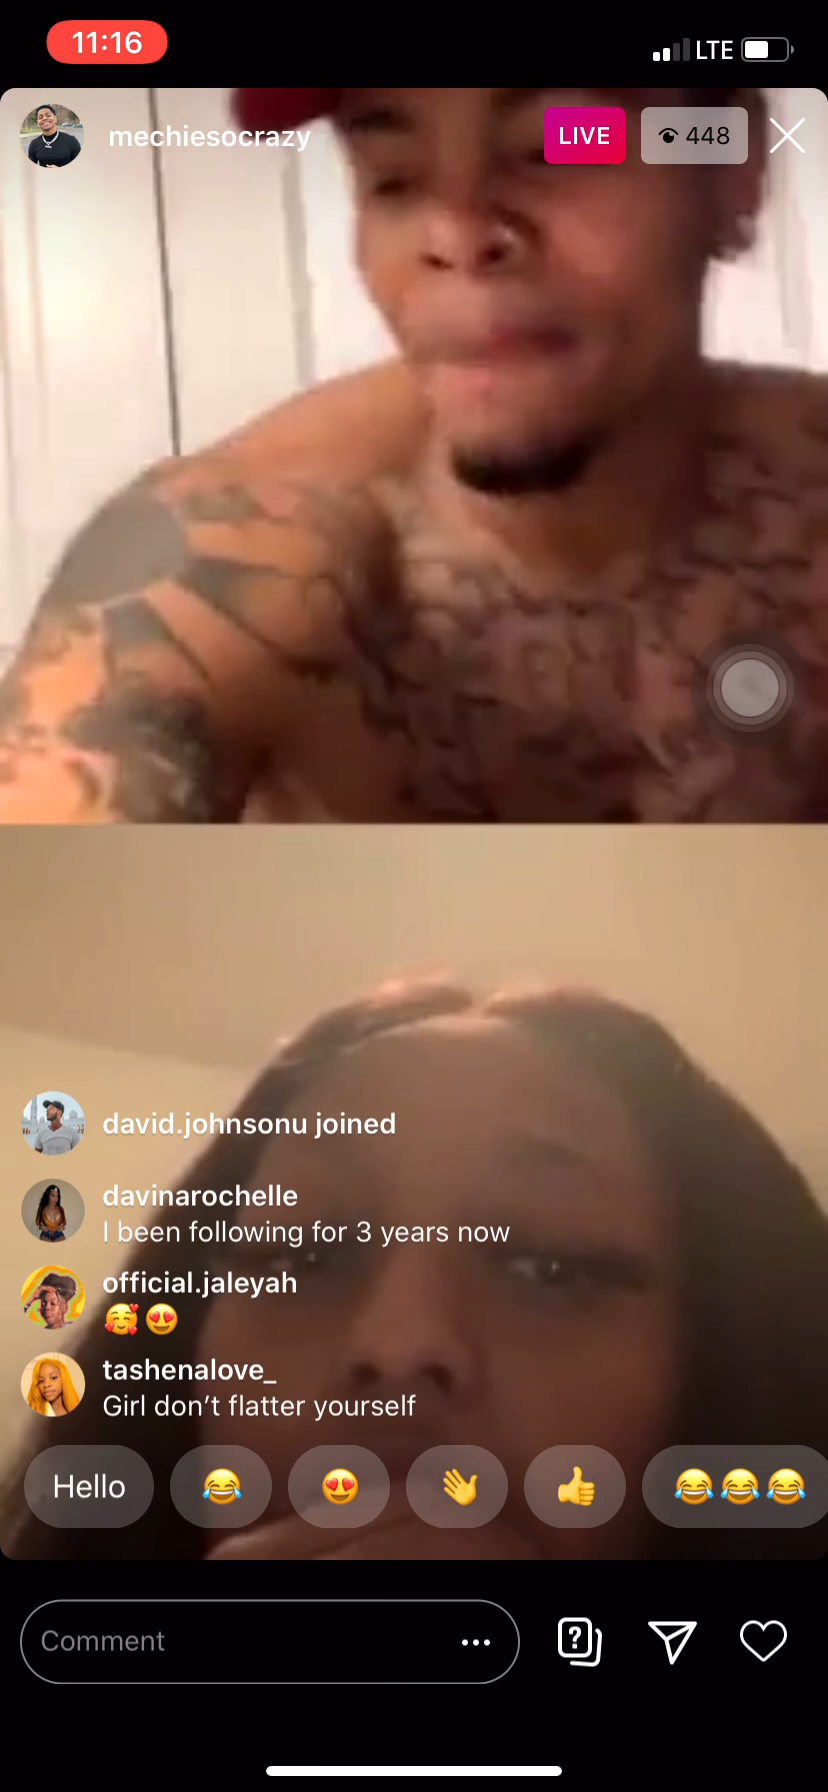 11:16
LTE
mechiesocrazy
LIVE
448
david.johnsonu joined
davinarochelle
I been following for 3 years now
official.jaleyah
🥰😍
tashenalove_
Girl don’t flatter yourself
Hello 😂 😍 👋 👍 😂😂😂
Comment